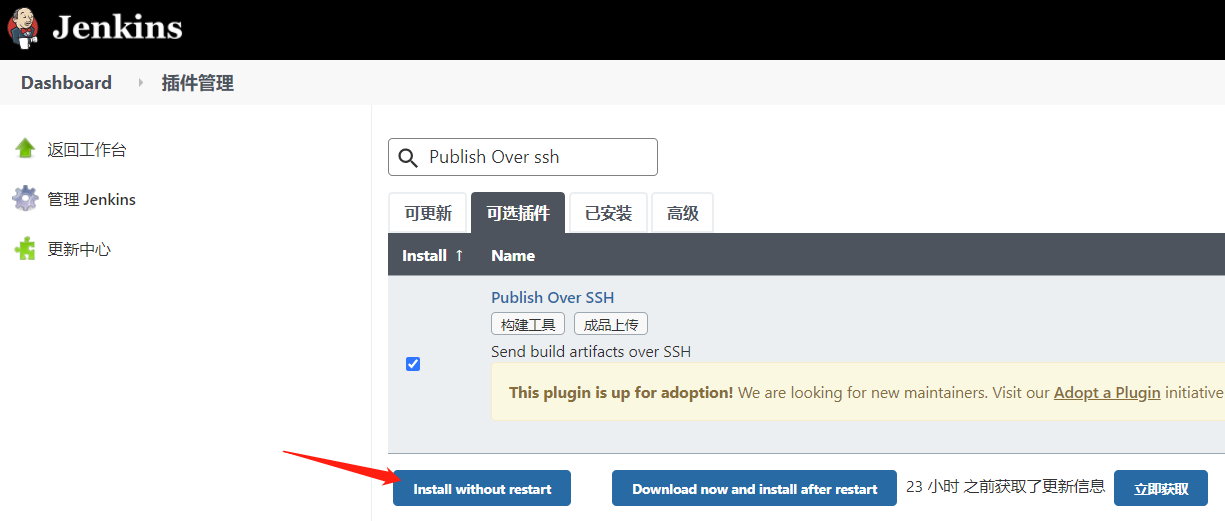 Jenkins
Dashboard 插件管理
返回工作台
管理 Jenkins
更新中心
Publish Over ssh
可更新 可选插件 已安装 高级
Install ↑ Name
Publish Over SSH
构建工具 成品上传
Send build artifacts over SSH
This plugin is up for adoption! We are looking for new maintainers. Visit our Adopt a Plugin initiative
Install without restart Download now and install after restart 23 小时 之前获取了更新信息 立即获取